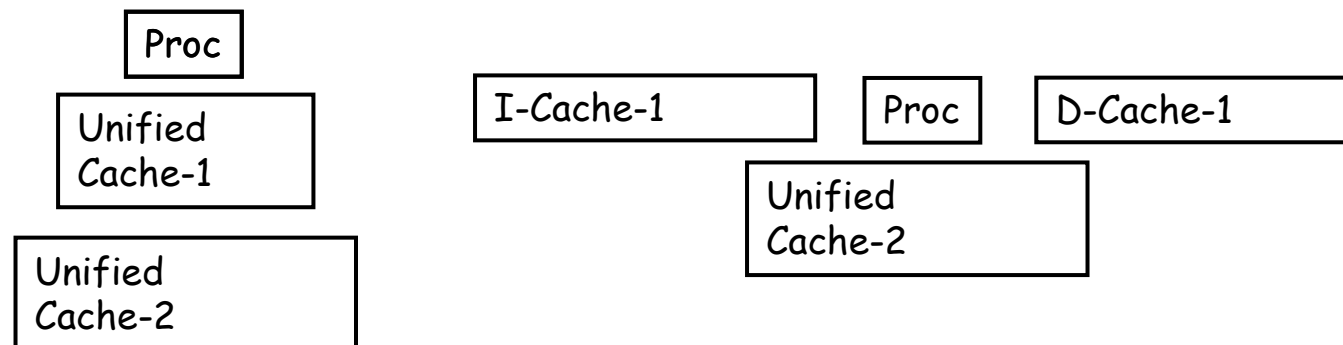 Proc
Unified
Cache-1
Unified
Cache-2
I-Cache-1
Proc
D-Cache-1
Unified
Cache-2